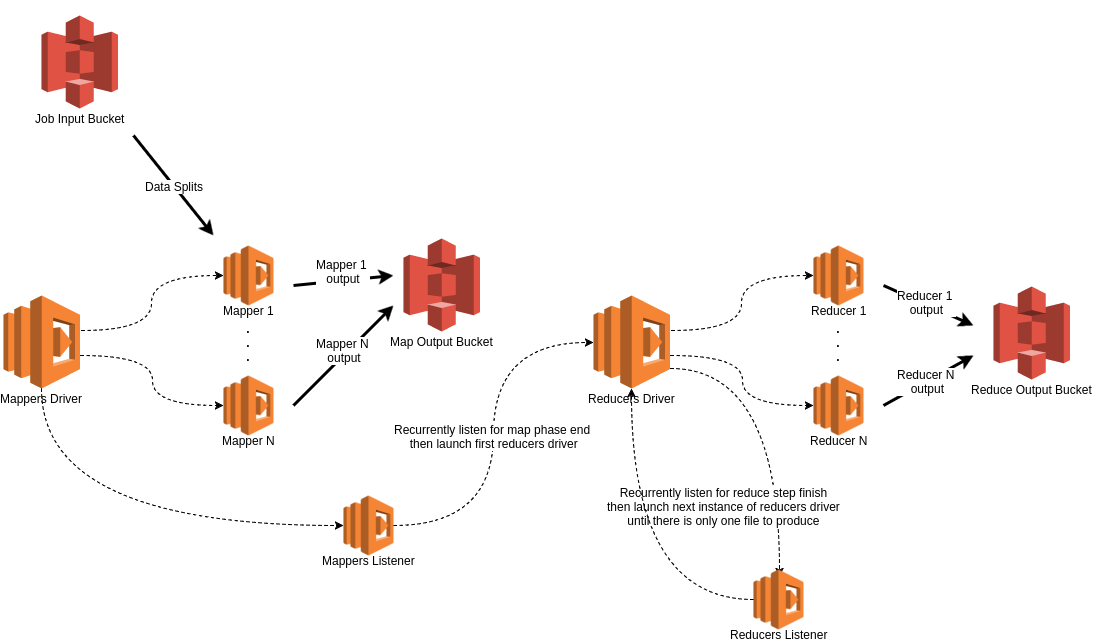 Job Input Bucket
Data Splits
Mapper 1
output
Mapper 1
Mapper N
output
Map Output Bucket
Mappers Driver
Mapper N
Recurrently listen for map phase end
then launch first reducers driver
Mappers Listener
Reducers Driver
Reducer 1
Reducer 1
output
Reducer N
output
Reduce Output Bucket
Reducer N
Recurrently listen for reduce step finish
then launch next instance of reducers driver
until there is only one file to produce
Reducers Listener